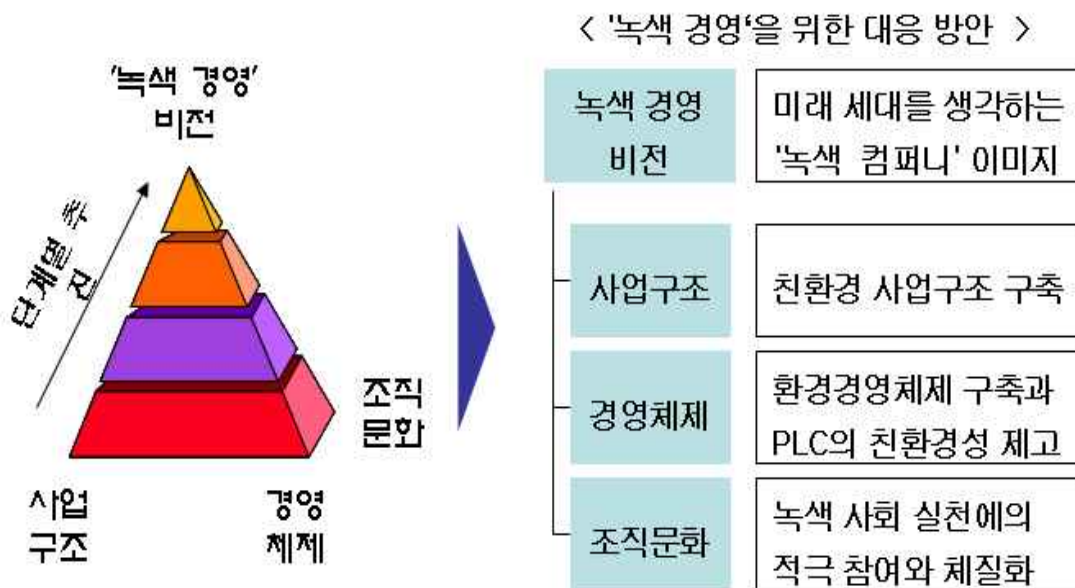 '녹색 경영'
비전
단계별 추
진
조직
문화
사업
구조
경영
체제
< '녹색 경영'을 위한 대응 방안 >
녹색 경영
비전
미래 세대를 생각하는
'녹색 컴퍼니' 이미지
사업구조
친환경 사업구조 구축
경영체제
환경경영체제 구축과
PLC의 친환경성 제고
조직문화
녹색 사회 실천에의
적극 참여와 체질화